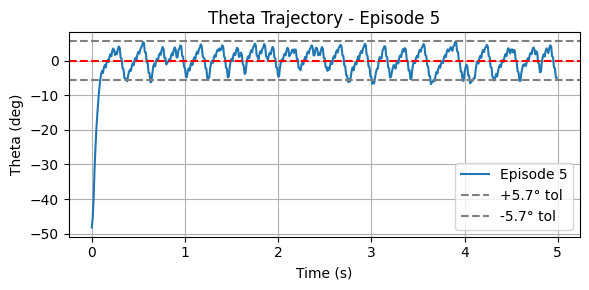 Theta Trajectory - Episode 5
Theta (deg)
0
−10
−20
−30
−40
−50
0
1
2
3
4
5
Time (s)
Episode 5
+5.7° tol
-5.7° tol